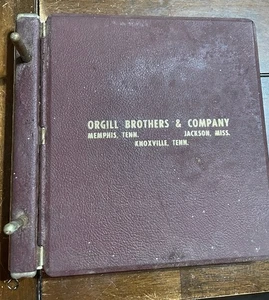 ORGILL BROTHERS & COMPANY
MEMPHIS, TENN. JACKSON, MISS.
KNOXVILLE, TENN.